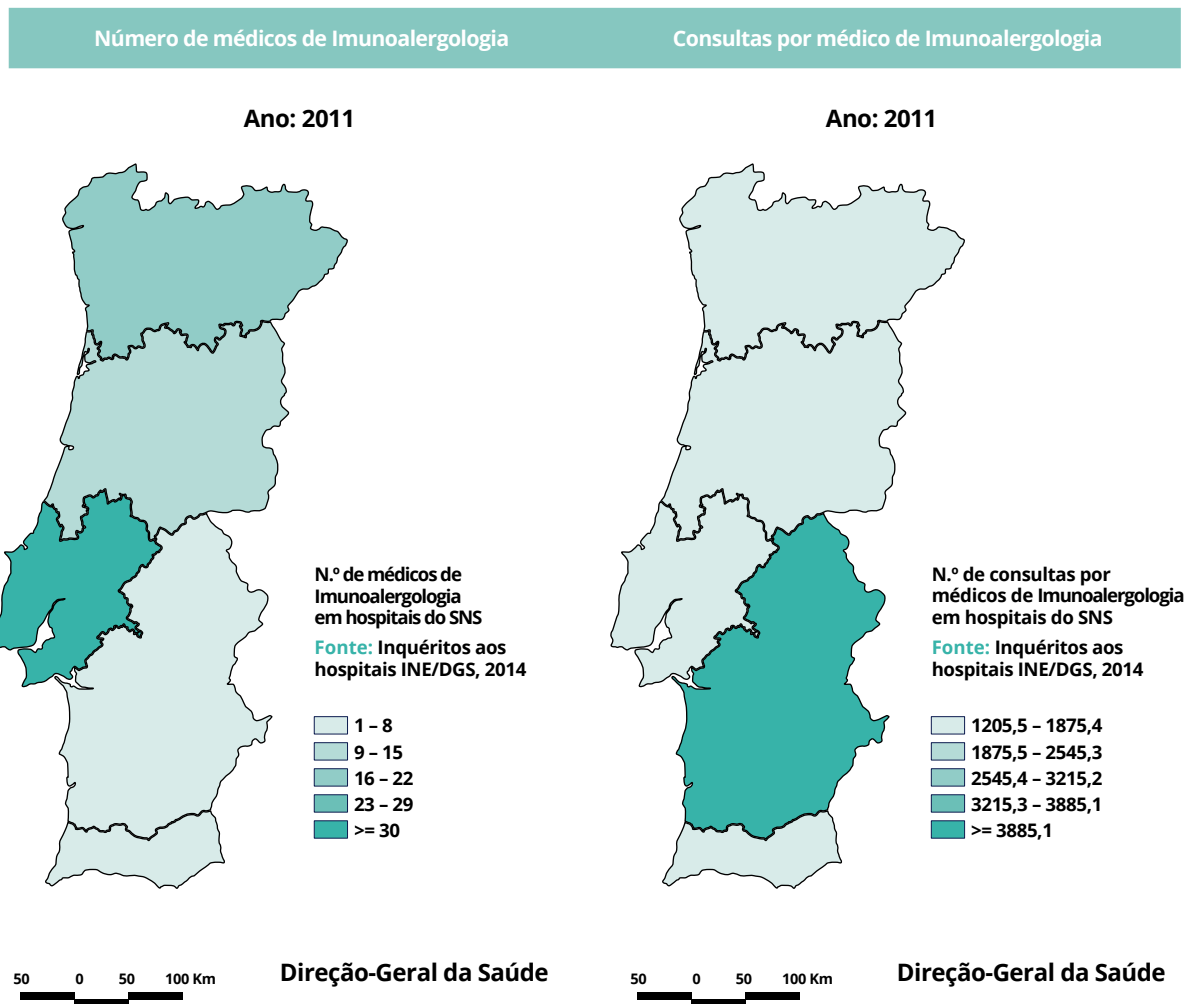 Número de médicos de Imunoalergologia
Consultas por médico de Imunoalergologia
Ano: 2011
Ano: 2011
N.º de médicos de
Imunoalergologia
em hospitais do SNS
Fonte: Inquéritos aos
hospitais INE/DGS, 2014
1 – 8
9 – 15
16 – 22
23 – 29
>= 30
N.º de consultas por
médicos de Imunoalergologia
em hospitais do SNS
Fonte: Inquéritos aos
hospitais INE/DGS, 2014
1205,5 – 1875,4
1875,5 – 2545,3
2545,4 – 3215,2
3215,3 – 3885,1
>= 3885,1
50 0 50 100 Km
Direção-Geral da Saúde
50 0 50 100 Km
Direção-Geral da Saúde